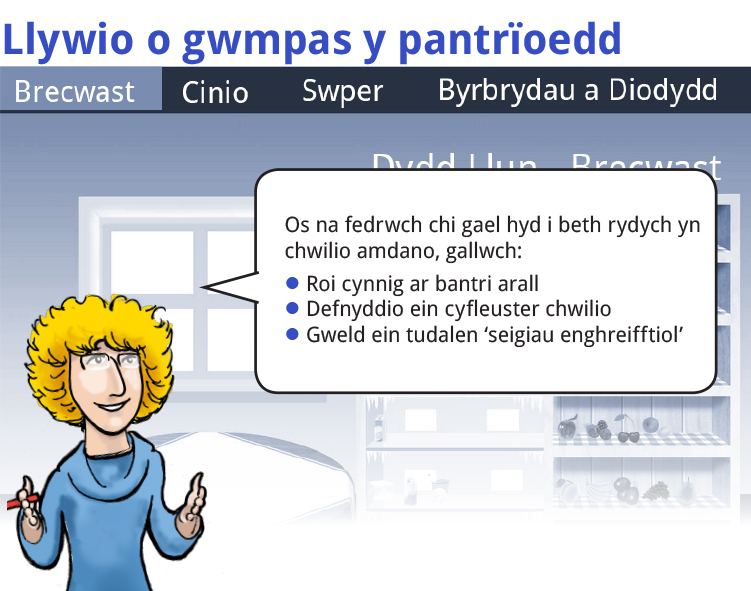 Llywio o gwmpas y pantrïoedd
Brecwast Cinio Swper Byrbrydau a Diodydd
Dydd Llun Brecwast
Os na fedrwch chi gael hyd i beth rydych yn
chwilio amdano, gallwch:
● Roi cynnig ar bantri arall
● Defnyddio ein cyfleuster chwilio
● Gweld ein tudalen ‘seigiau enghreifftiol’